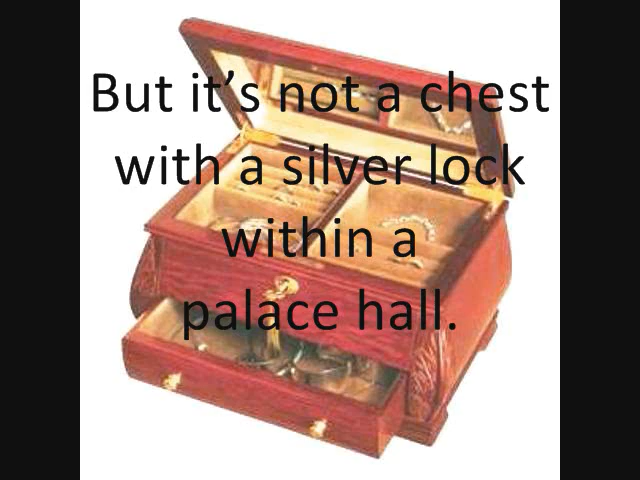 But it’s not a chest
with a silver lock
within a
palace hall.